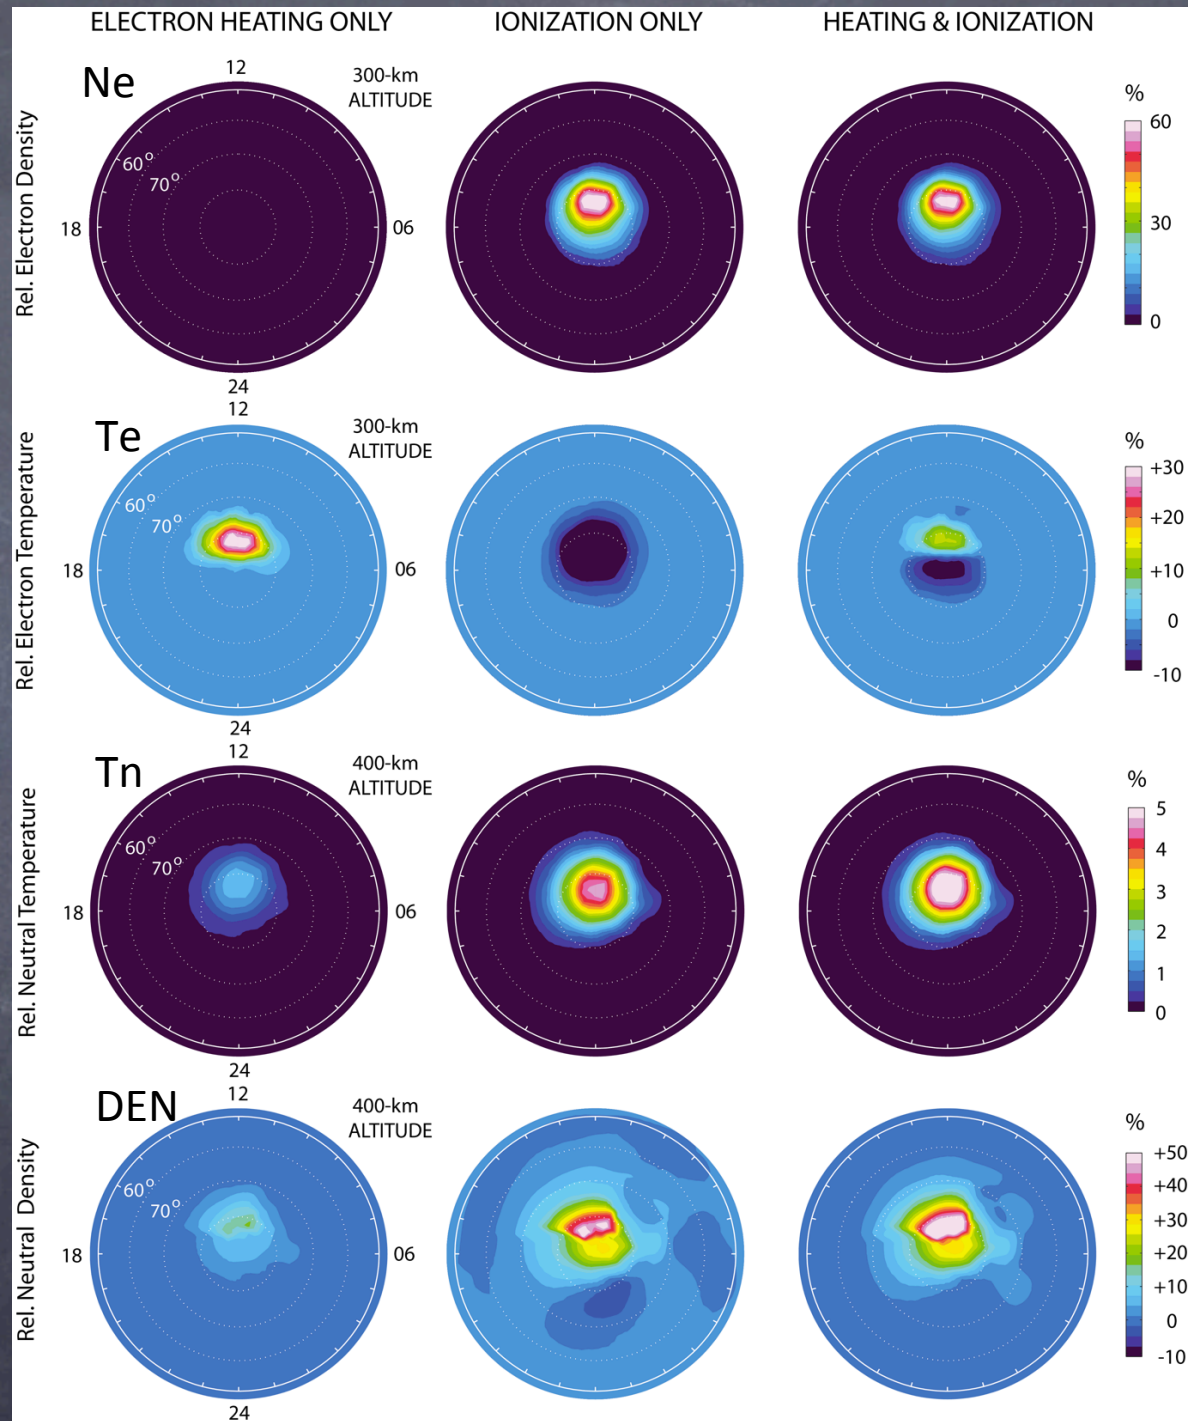 ELECTRON HEATING ONLY
IONIZATION ONLY
HEATING & IONIZATION
Ne
12
300-km
ALTITUDE
60°
70°
18
06
24
Rel. Electron Density
%
60
30
0
Te
12
300-km
ALTITUDE
60°
70°
18
06
24
Rel. Electron Temperature
%
+30
+20
+10
0
-10
Tn
12
400-km
ALTITUDE
60°
70°
18
06
24
Rel. Neutral Temperature
%
5
4
3
2
1
0
DEN
12
400-km
ALTITUDE
60°
70°
18
06
24
Rel. Neutral Density
%
+50
+40
+30
+20
+10
0
-10